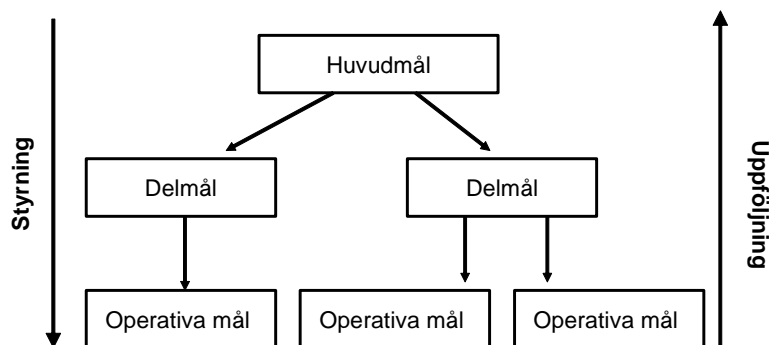 Huvudmål
Styrning
Uppföljning
Delmål
Delmål
Operativa mål
Operativa mål
Operativa mål